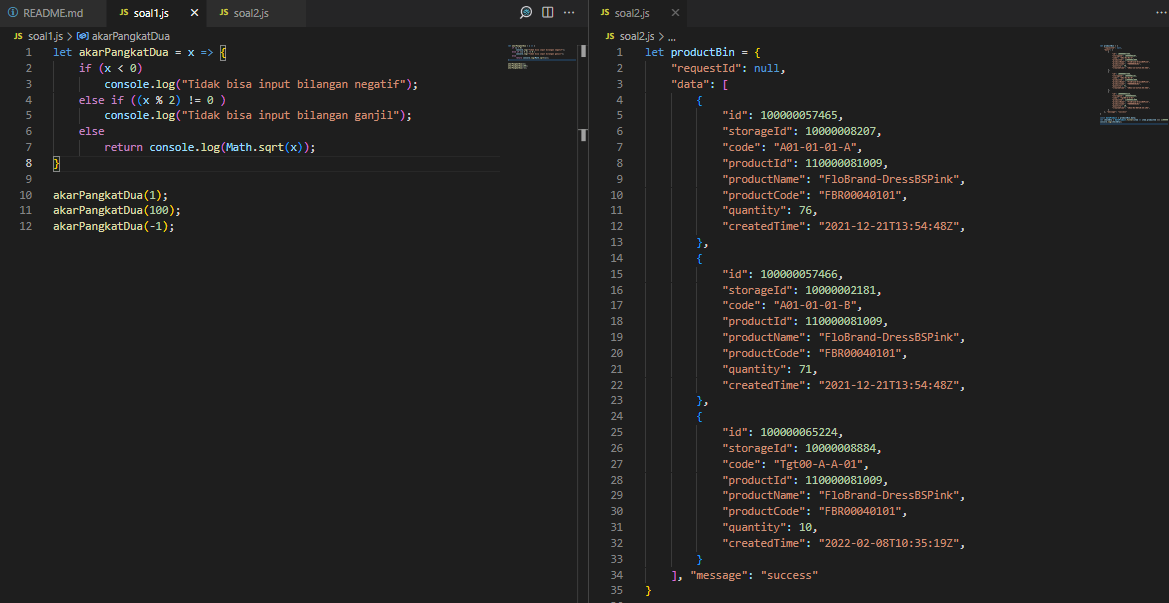 README.md
JS soal1.js
JS soal2.js
JS soal1.js > akarPangkatDua
1 let akarPangkatDua = x => {
2 if (x < 0)
3 console.log("Tidak bisa input bilangan negatif");
4 else if ((x % 2) != 0 )
5 console.log("Tidak bisa input bilangan ganjil");
6 else
7 return console.log(Math.sqrt(x));
8 }
9
10 akarPangkatDua(1);
11 akarPangkatDua(100);
12 akarPangkatDua(-1);
JS soal2.js
JS soal2.js > ...
1 let productBin = {
2 "requestId": null,
3 "data": [
4 {
5 "id": 100000057465,
6 "storageId": 10000008207,
7 "code": "A01-01-01-A",
8 "productId": 110000081009,
9 "productName": "FloBrand-DressBSPink",
10 "productCode": "FBR00040101",
11 "quantity": 76,
12 "createdTime": "2021-12-21T13:54:48Z",
13 },
14 {
15 "id": 100000057466,
16 "storageId": 10000002181,
17 "code": "A01-01-01-B",
18 "productId": 110000081009,
19 "productName": "FloBrand-DressBSPink",
20 "productCode": "FBR00040101",
21 "quantity": 71,
22 "createdTime": "2021-12-21T13:54:48Z",
23 },
24 {
25 "id": 100000065224,
26 "storageId": 10000008884,
27 "code": "Tgt00-A-A-01",
28 "productId": 110000081009,
29 "productName": "FloBrand-DressBSPink",
30 "productCode": "FBR00040101",
31 "quantity": 10,
32 "createdTime": "2022-02-08T10:35:19Z",
33 }
34 ], "message": "success"
35 }